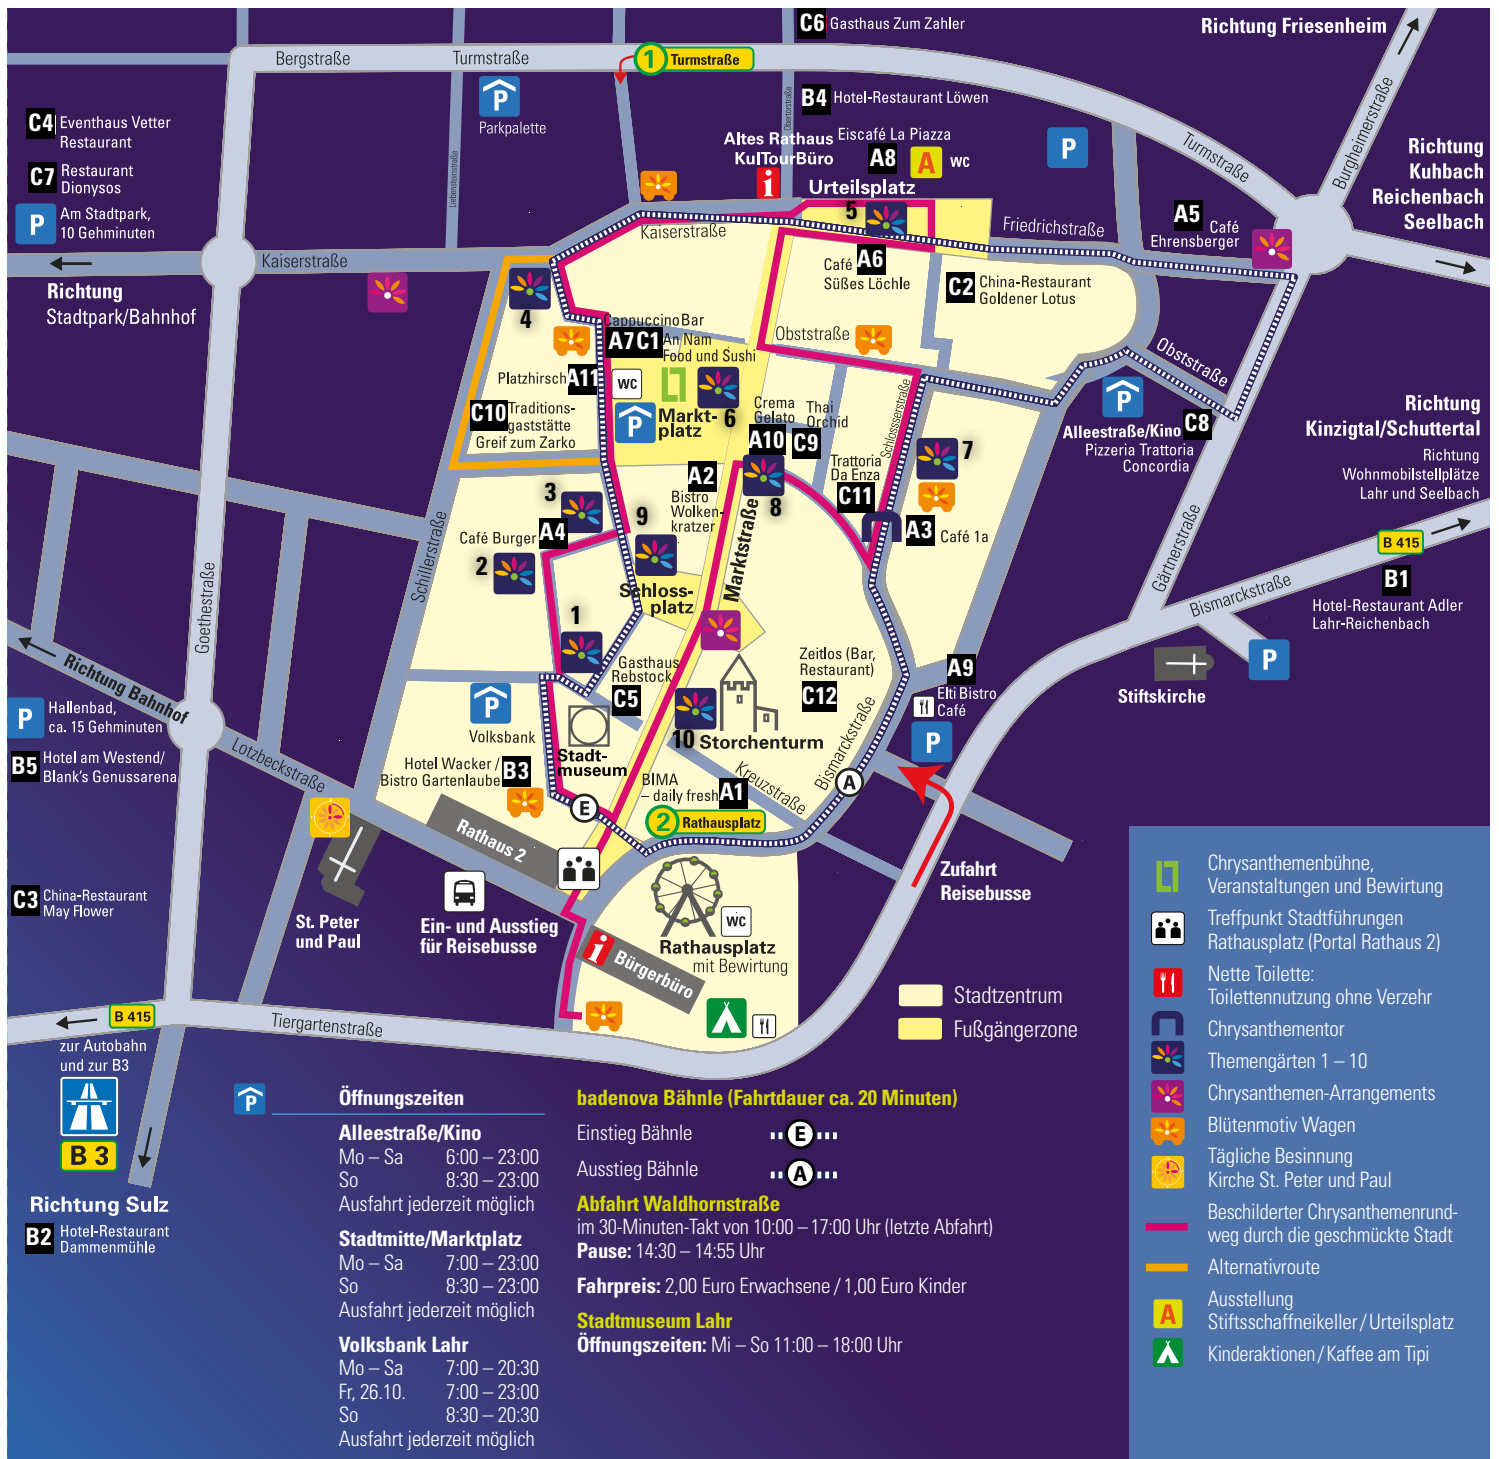 C6 Gasthaus Zum Zahler
Richtung Friesenheim
Bergstraße
Turmstraße
1 Turmstraße
P
Parkpalette
Obertorstraße
B4 Hotel-Restaurant Löwen
Burgheimerstraße
C4 Eventhaus Vetter
Restaurant
C7 Restaurant
Dionysos
P Am Stadtpark,
10 Gehminuten
Liebensteinstraße
Altes Rathaus
KulTourBüro
i
Eiscafé La Piazza
A8 A WC
P
Turmstraße
Richtung
Kuhbach
Reichenbach
Seelbach
Urteilsplatz
5
Kaiserstraße
Friedrichstraße
A5 Café
Ehrensberger
Kaiserstraße
Richtung
Stadtpark/Bahnhof
4
Café A6
Süßes Löchle
C2 China-Restaurant
Goldener Lotus
CappuccinoBar
A7 C1 An Nam
Food und Sushi
Obststraße
Obststraße
Platzhirsch A11
WC
P
Markt-
platz
6
C10 Traditions-
gaststätte
Greif zum Zarko
Crema
Gelato
A10
Thai
Orchid
C9
Schlosserstraße
P
Alleestraße/Kino C8
Pizzeria Trattoria
Concordia
Richtung
Kinzigtal/Schuttertal
Richtung
Wohnmobilstellplätze
Lahr und Seelbach
7
Trattoria
Da Enza
C11
A2
Bistro
Wolken-
kratzer
8
3
9
Café Burger A4
2
A3 Café 1a
B 415
B1
Hotel-Restaurant Adler
Lahr-Reichenbach
Schillerstraße
Goethestraße
Marktstraße
Gärtnerstraße
Bismarckstraße
Schloss-
platz
1
Richtung Bahnhof
Gasthaus
Rebstock
C5
Zeitlos (Bar,
Restaurant)
C12
A9
Elti Bistro
Café
P
Stiftskirche
P
P Hallenbad,
ca. 15 Gehminuten
B5 Hotel am Westend/
Blank's Genussarena
Lotzbeckstraße
P
Volksbank
10 Storchenturm
Stadt-
museum
Hotel Wacker /
Bistro Gartenlaube B3
BIMA
– daily fresh A1
Kreuzstraße
Bismarckstraße
A
E
2 Rathausplatz
Rathaus 2
Zufahrt
Reisebusse
C3 China-Restaurant
May Flower
St. Peter
und Paul
Ein- und Ausstieg
für Reisebusse
WC
Rathausplatz
mit Bewirtung
i Bürgerbüro
Stadtzentrum
Fußgängerzone
Tiergartenstraße
B 415
zur Autobahn
und zur B3
B 3
Richtung Sulz
B2 Hotel-Restaurant
Dammenmühle
P Öffnungszeiten
Alleestraße/Kino
Mo – Sa 6:00 – 23:00
So 8:30 – 23:00
Ausfahrt jederzeit möglich
Stadtmitte/Marktplatz
Mo – Sa 7:00 – 23:00
So 8:30 – 23:00
Ausfahrt jederzeit möglich
Volksbank Lahr
Mo – Sa 7:00 – 20:30
Fr, 26.10. 7:00 – 23:00
So 8:30 – 20:30
Ausfahrt jederzeit möglich
badenova Bähnle (Fahrtdauer ca. 20 Minuten)
Einstieg Bähnle E
Ausstieg Bähnle A
Abfahrt Waldhornstraße
im 30-Minuten-Takt von 10:00 – 17:00 Uhr (letzte Abfahrt)
Pause: 14:30 – 14:55 Uhr
Fahrpreis: 2,00 Euro Erwachsene / 1,00 Euro Kinder
Stadtmuseum Lahr
Öffnungszeiten: Mi – So 11:00 – 18:00 Uhr
Chrysanthemenbühne,
Veranstaltungen und Bewirtung
Treffpunkt Stadtführungen
Rathausplatz (Portal Rathaus 2)
Nette Toilette:
Toilettennutzung ohne Verzehr
Chrysanthementor
Themengärten 1 – 10
Chrysanthemen-Arrangements
Blütenmotiv Wagen
Tägliche Besinnung
Kirche St. Peter und Paul
Beschilderter Chrysanthemenrund-
weg durch die geschmückte Stadt
Alternativroute
A Ausstellung
Stiftsschaffneikeller / Urteilsplatz
Kinderaktionen / Kaffee am Tipi